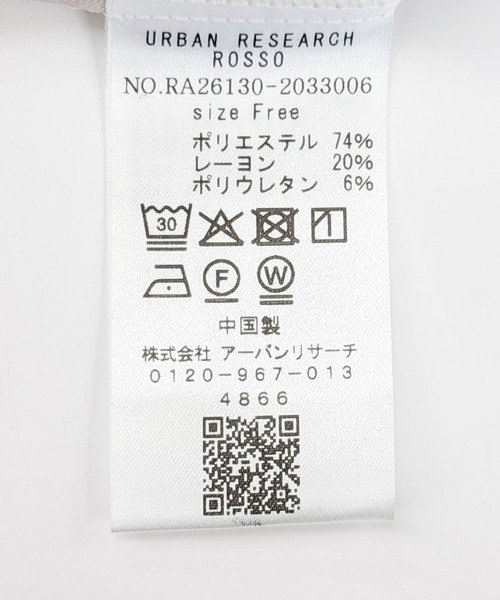 URBAN RESEARCH
ROSSO
NO.RA26130-2033006
size Free
ポリエステル 74%
レーヨン 20%
ポリウレタン 6%
30
F W
中国製
株式会社 アーバンリサーチ
0120-967-013
4866